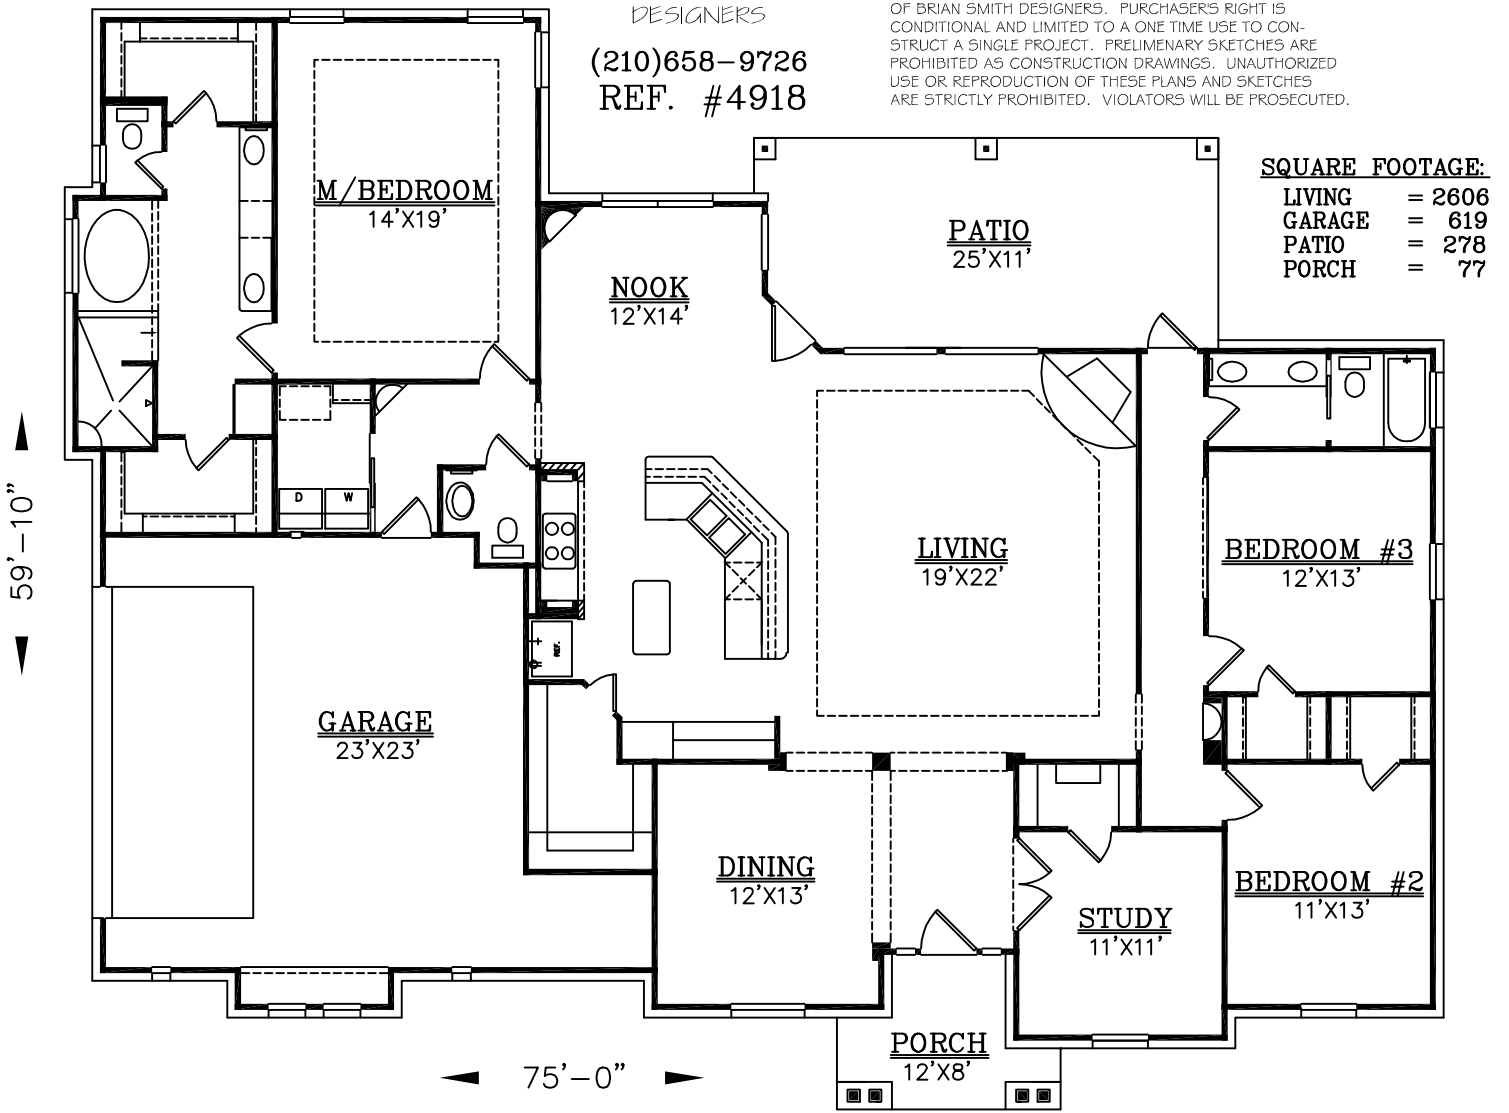 DESIGNERS
(210)658-9726
REF. #4918
OF BRIAN SMITH DESIGNERS. PURCHASER'S RIGHT IS
CONDITIONAL AND LIMITED TO A ONE TIME USE TO CON-
STRUCT A SINGLE PROJECT. PRELIMENARY SKETCHES ARE
PROHIBITED AS CONSTRUCTION DRAWINGS. UNAUTHORIZED
USE OR REPRODUCTION OF THESE PLANS AND SKETCHES
ARE STRICTLY PROHIBITED. VIOLATORS WILL BE PROSECUTED.
SQUARE FOOTAGE:
LIVING = 2606
GARAGE = 619
PATIO = 278
PORCH = 77
M/BEDROOM
14'X19'
PATIO
25'X11'
NOOK
12'X14'
D
W
LIVING
19'X22'
BEDROOM #3
12'X13'
59'-10"
REF.
GARAGE
23'X23'
DINING
12'X13'
BEDROOM #2
11'X13'
STUDY
11'X11'
PORCH
12'X8'
75'-0"